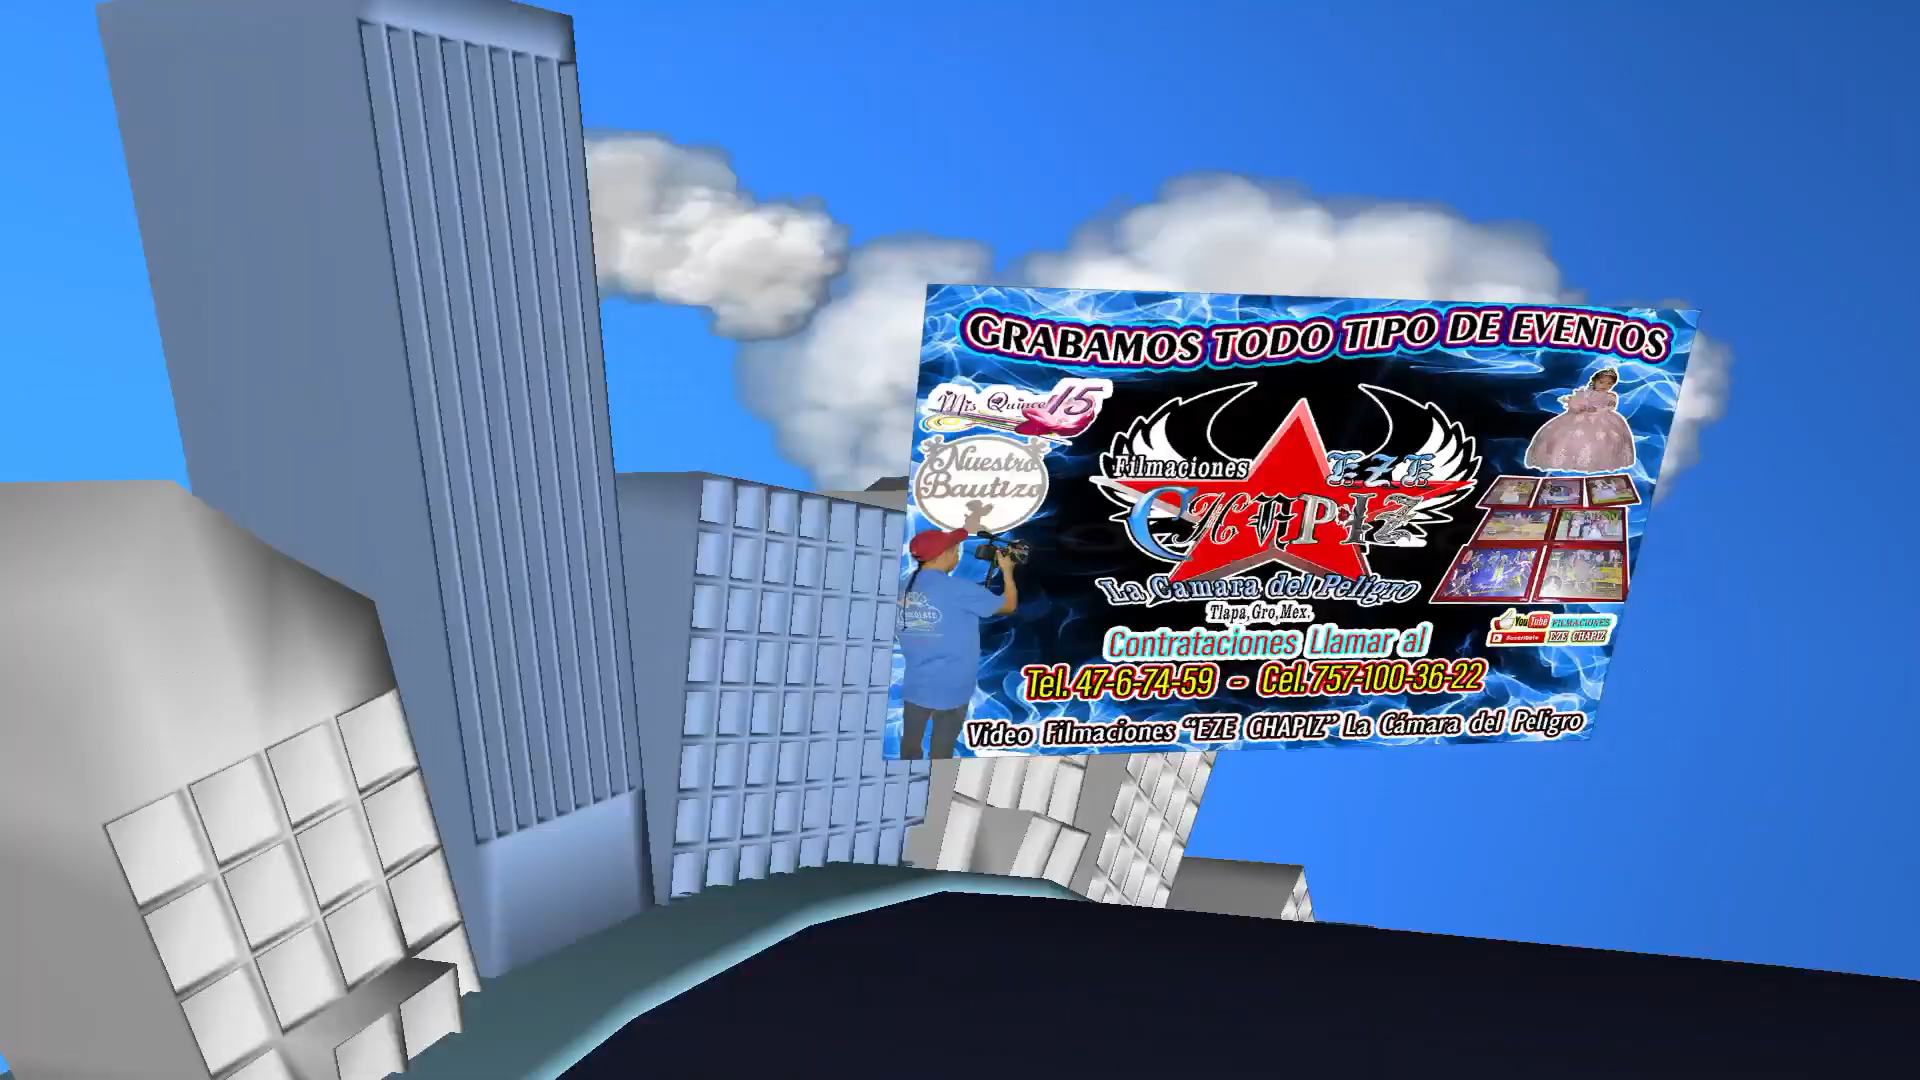 GRABAMOS TODO TIPO DE EVENTOS
Mis Quince 15
Nuestro
Bautizo
Filmaciones EZE
CHAPIZ
La Camara del Peligro
Tlapa, Gro, Mex.
YouTube FILMACIONES
Suscribete EZE CHAPIZ
CHOCOLATE
Contrataciones Llamar al
Tel. 47-6-74-59 - Cel. 757-100-36-22
Video Filmaciones "EZE CHAPIZ" La Cámara del Peligro